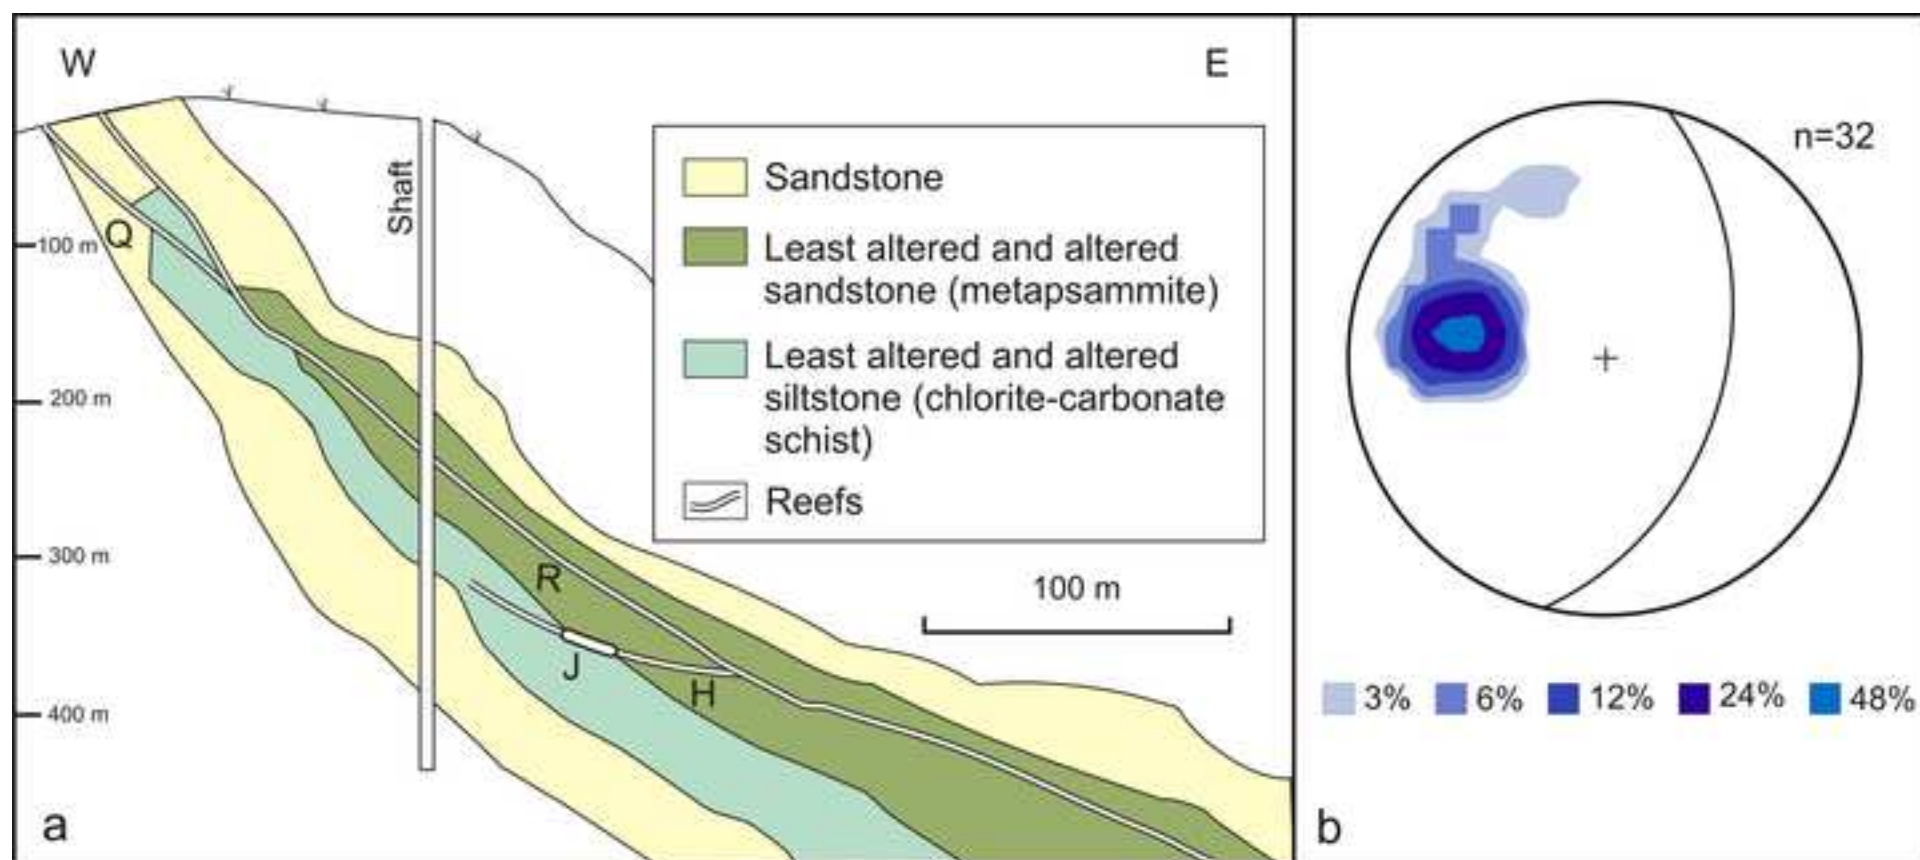 W
E
Shaft
Q
100 m
200 m
300 m
400 m
R
J
H
Sandstone
Least altered and altered
sandstone (metapsammite)
Least altered and altered
siltstone (chlorite-carbonate
schist)
Reefs
100 m
a
n=32
3%
6%
12%
24%
48%
b